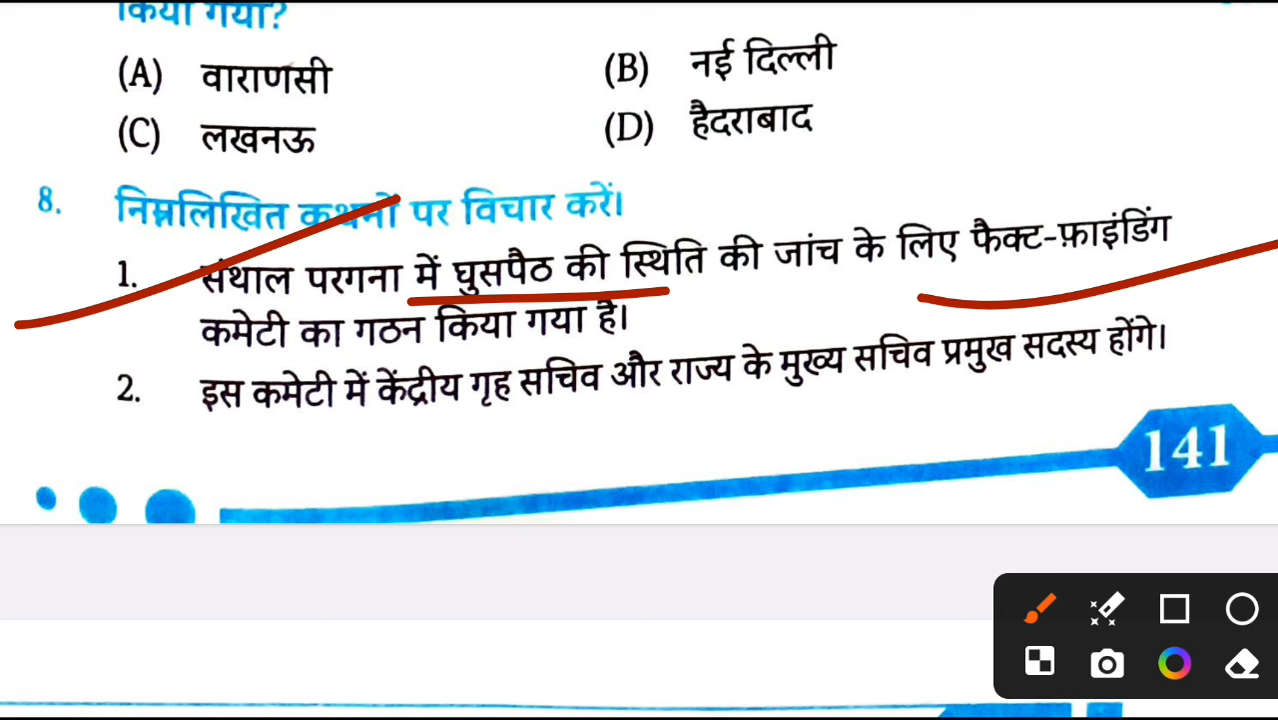 किया गया?
(A) वाराणसी (B) नई दिल्ली
(C) लखनऊ (D) हैदराबाद
8. निम्नलिखित कथनों पर विचार करें।
1. संथाल परगना में घुसपैठ की स्थिति की जांच के लिए फैक्ट-फ़ाइंडिंग
कमेटी का गठन किया गया है।
2. इस कमेटी में केंद्रीय गृह सचिव और राज्य के मुख्य सचिव प्रमुख सदस्य होंगे।
141